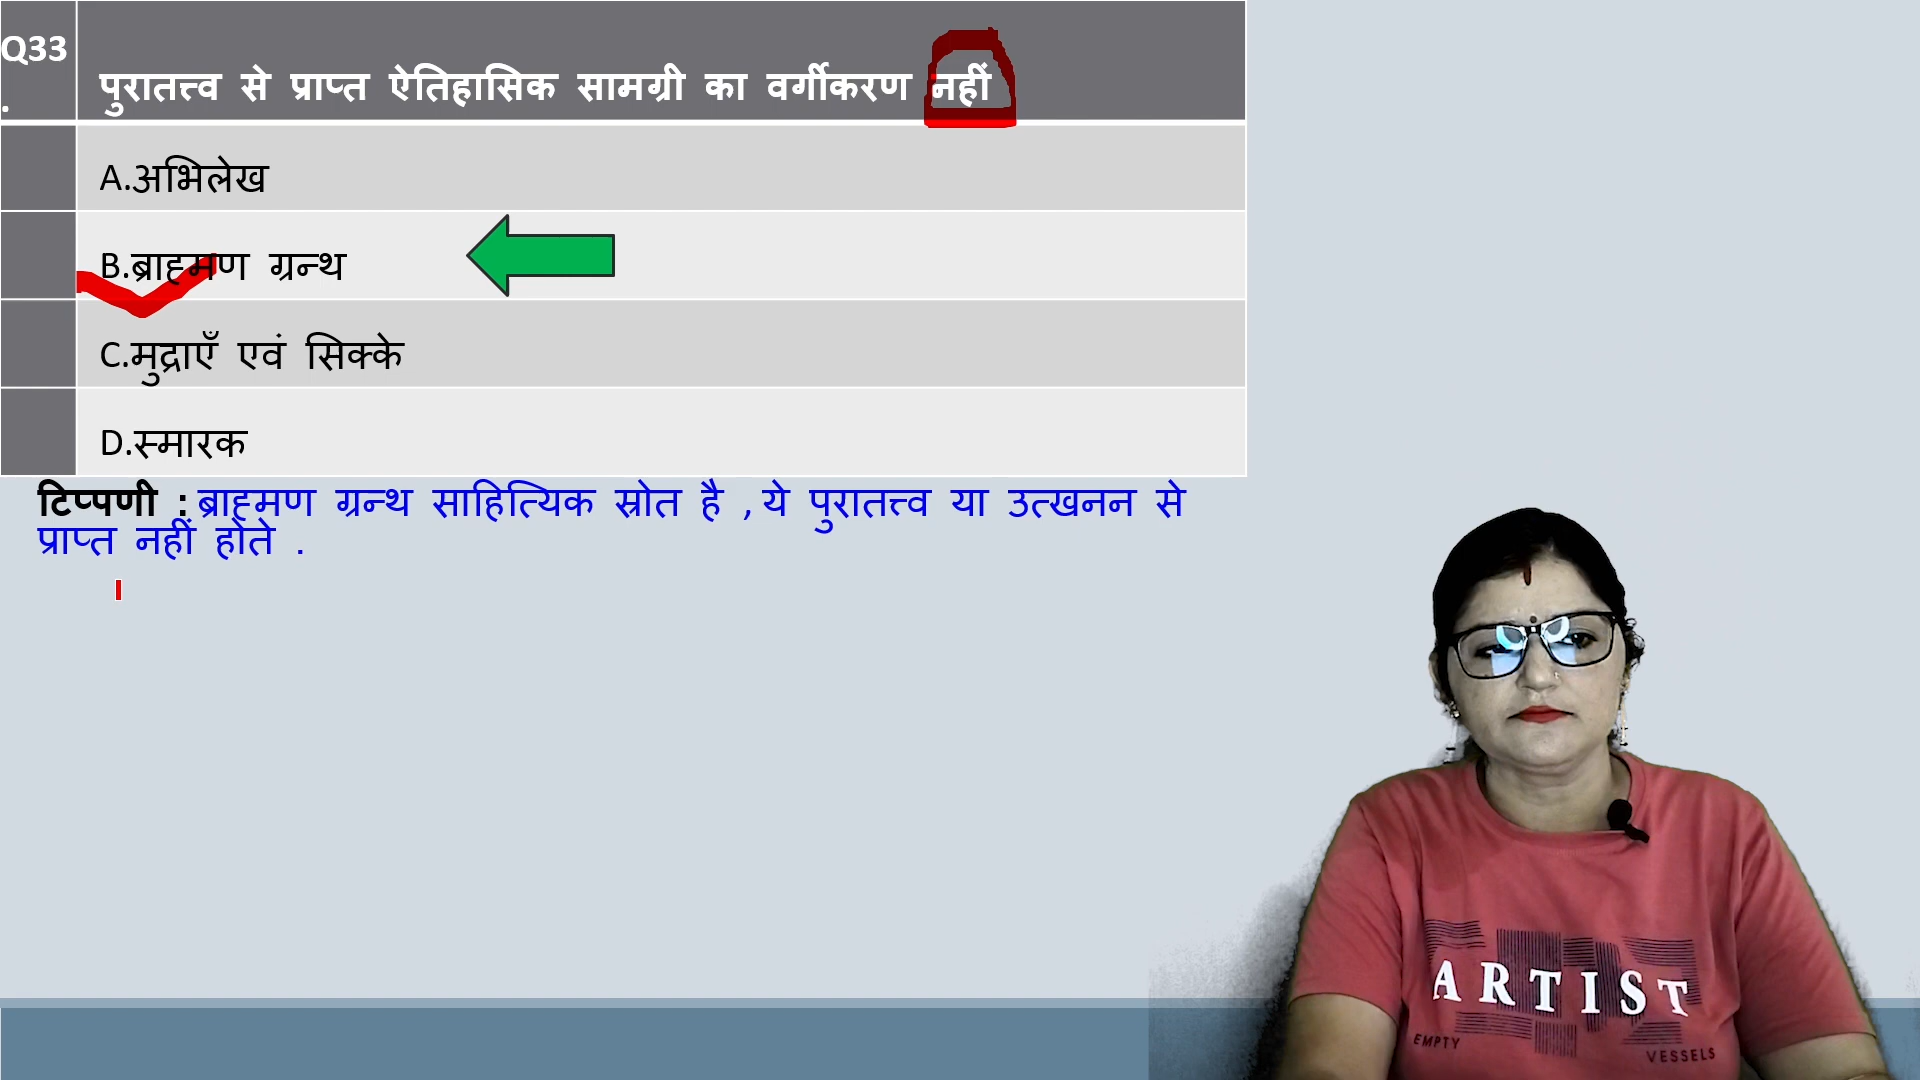 Q33
.
पुरातत्त्व से प्राप्त ऐतिहासिक सामग्री का वर्गीकरण नहीं
A.अभिलेख
B.ब्राह्मण ग्रन्थ
C.मुद्राएँ एवं सिक्के
D.स्मारक
टिप्पणी : ब्राह्मण ग्रन्थ साहित्यिक स्रोत है , ये पुरातत्त्व या उत्खनन से
प्राप्त नहीं होते .
ARTIST
EMPTY
VESSELS